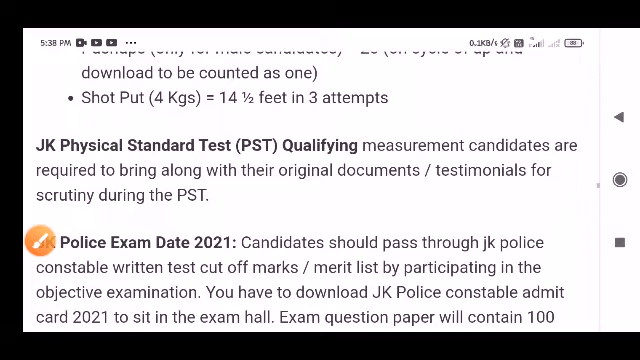 5:38 PM ••• 0.1KB/s 88
download to be counted as one)
• Shot Put (4 Kgs) = 14 ½ feet in 3 attempts
JK Physical Standard Test (PST) Qualifying measurement candidates are
required to bring along with their original documents / testimonials for
scrutiny during the PST.
Police Exam Date 2021: Candidates should pass through jk police
constable written test cut off marks / merit list by participating in the
objective examination. You have to download JK Police constable admit
card 2021 to sit in the exam hall. Exam question paper will contain 100